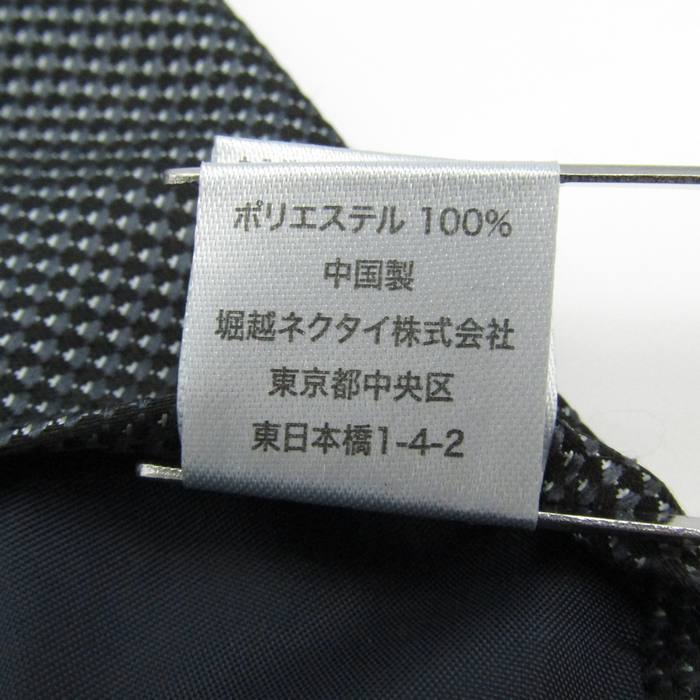 ポリエステル 100%
中国製
堀越ネクタイ株式会社
東京都中央区
東日本橋1-4-2